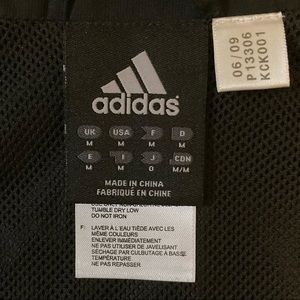 adidas
UK USA F D
M M M M
E I J CDN
M M O M/M
MADE IN CHINA
FABRIQUÉ EN CHINE
TUMBLE DRY LOW
DO NOT IRON
F: LAVER À L'EAU TIÈDE AVEC LES
MÊME COULEURS
ENLEVER IMMÉDIATEMENT
NE PAS UTILISER DE JAVELISANT
SÉCHAGE PAR CULBUTAGE À BASSE
TEMPÉRATURE
NE PAS REPASSER
06/09
P13306
KCK001